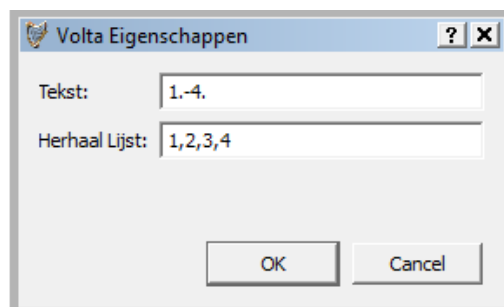 Volta Eigenschappen
Tekst: 1.-4.
Herhaal Lijst: 1,2,3,4
OK Cancel